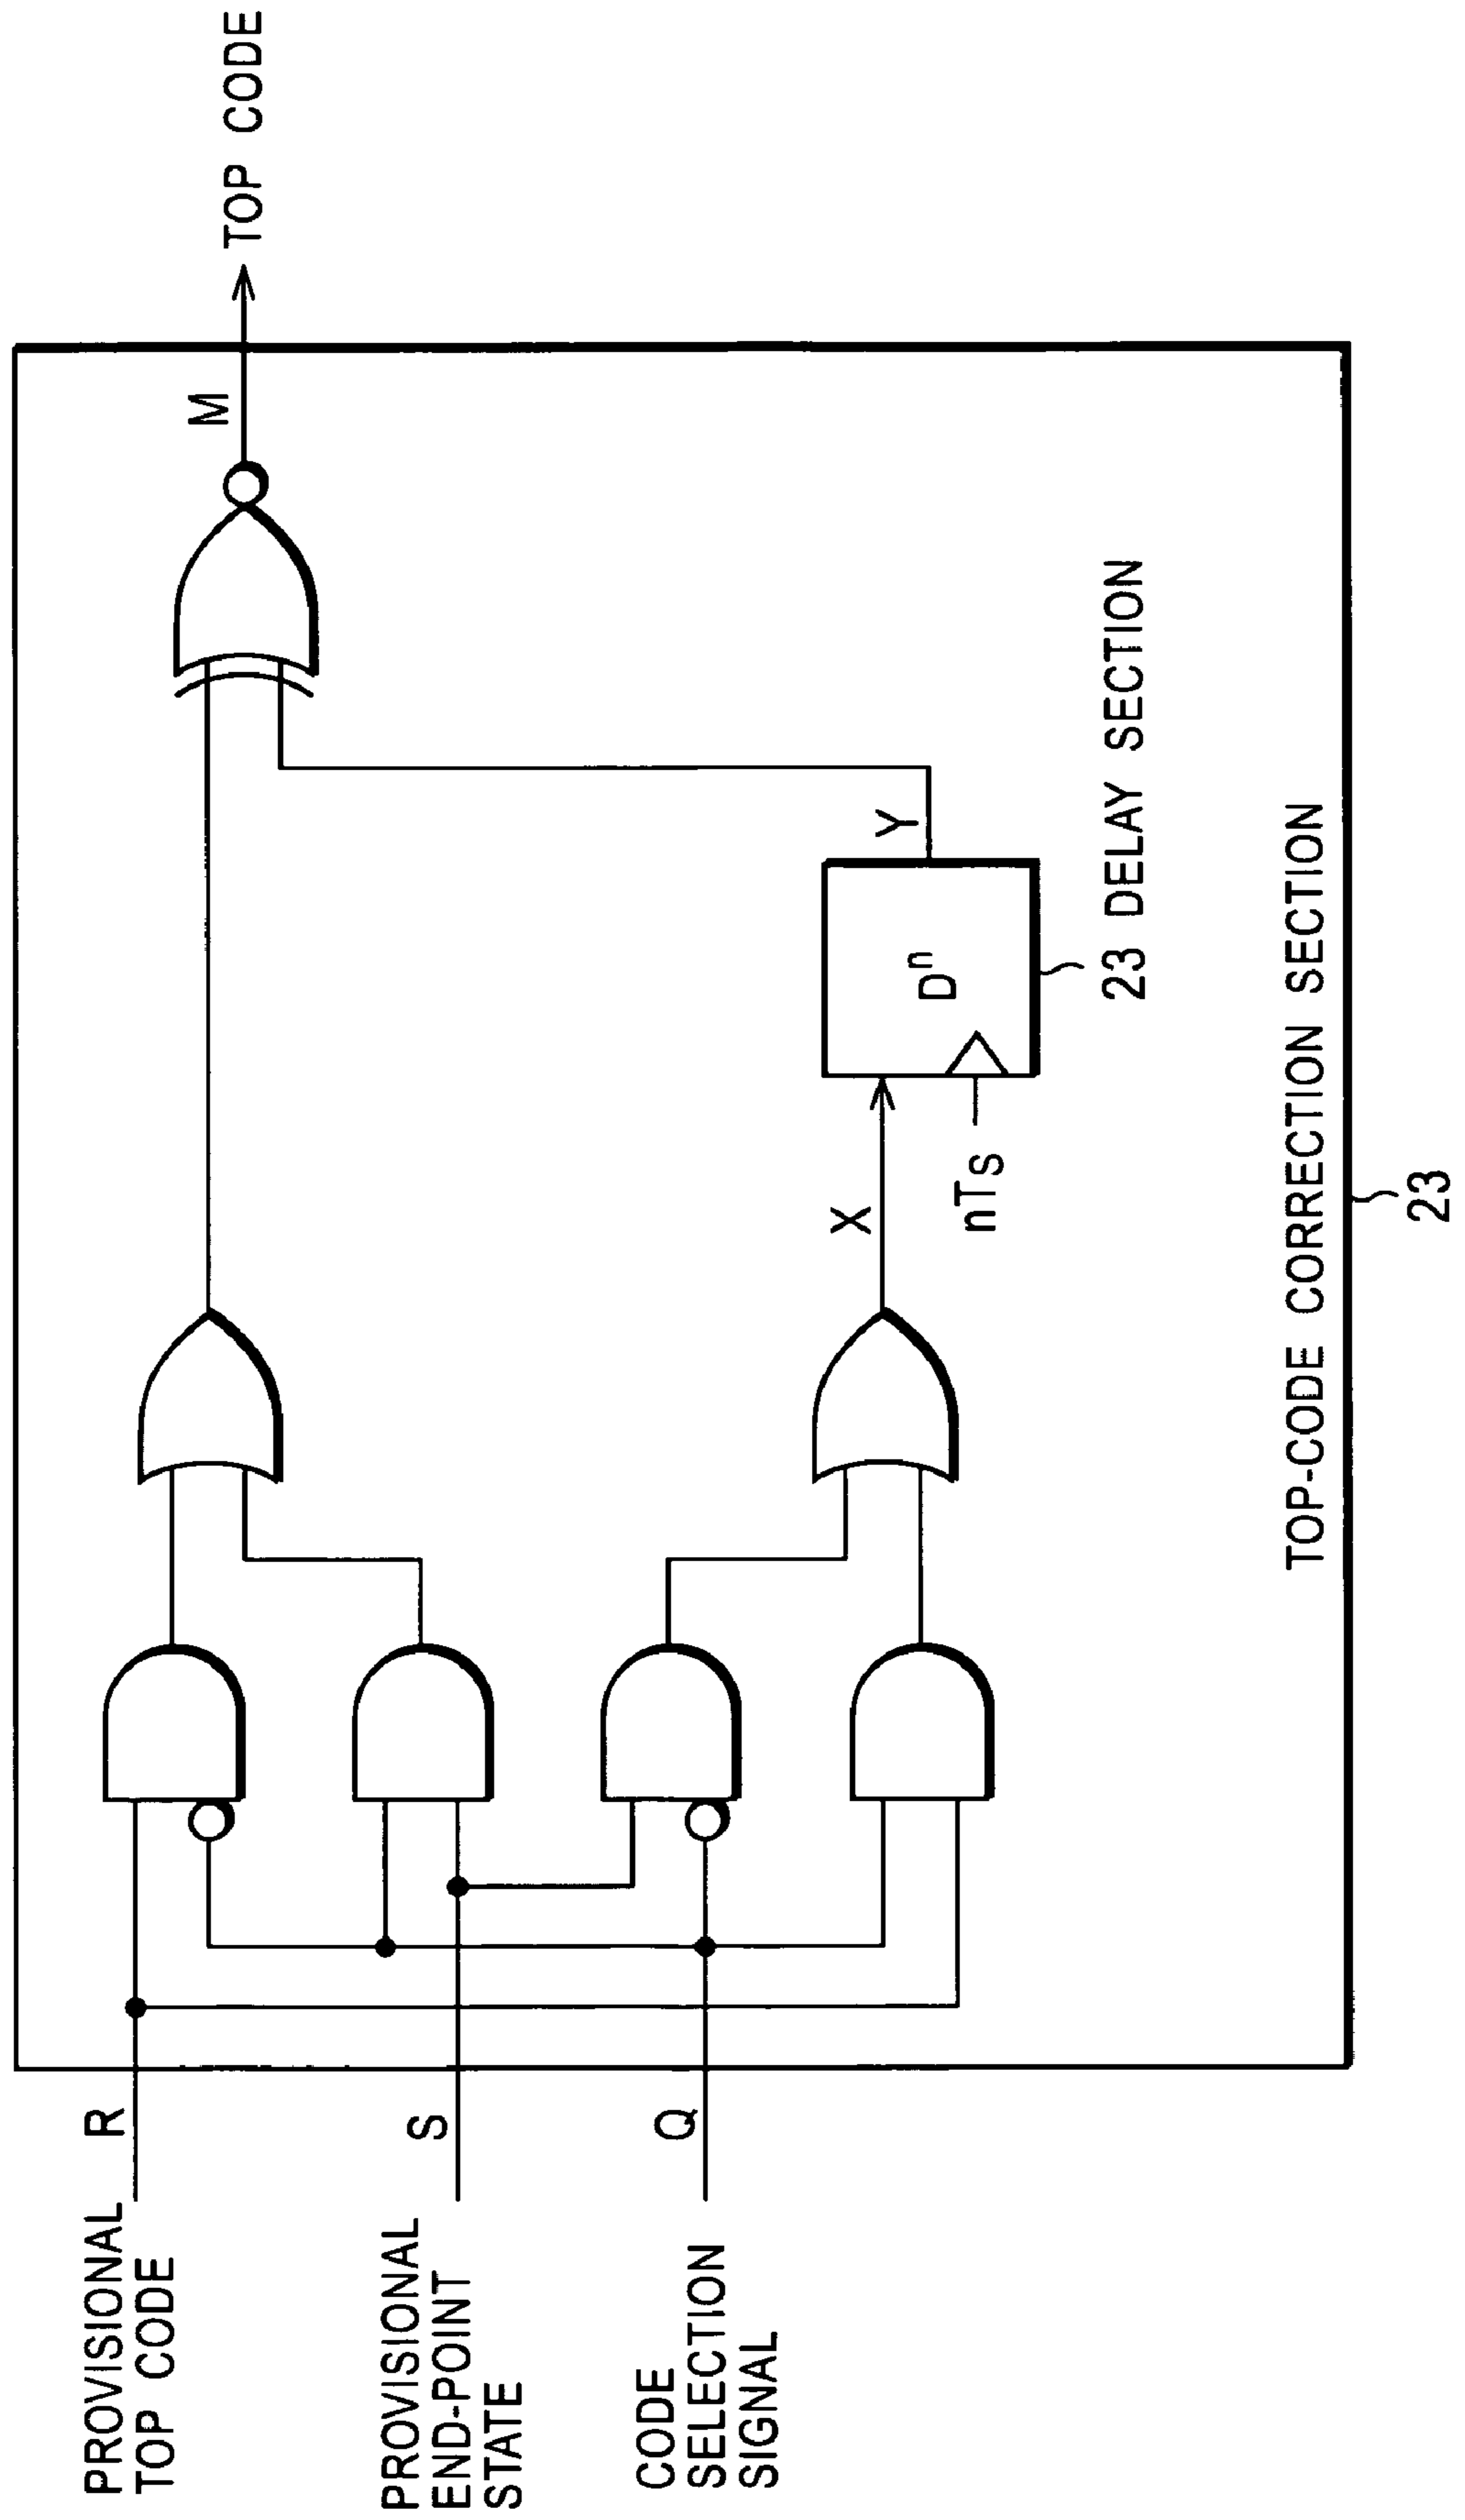 PROVISIONAL
TOP CODE
R
PROVISIONAL
END-POINT
STATE
S
CODE
SELECTION
SIGNAL
Q
X
nTs
Dⁿ
Y
23 DELAY SECTION
M
TOP CODE
TOP-CODE CORRECTION SECTION
23